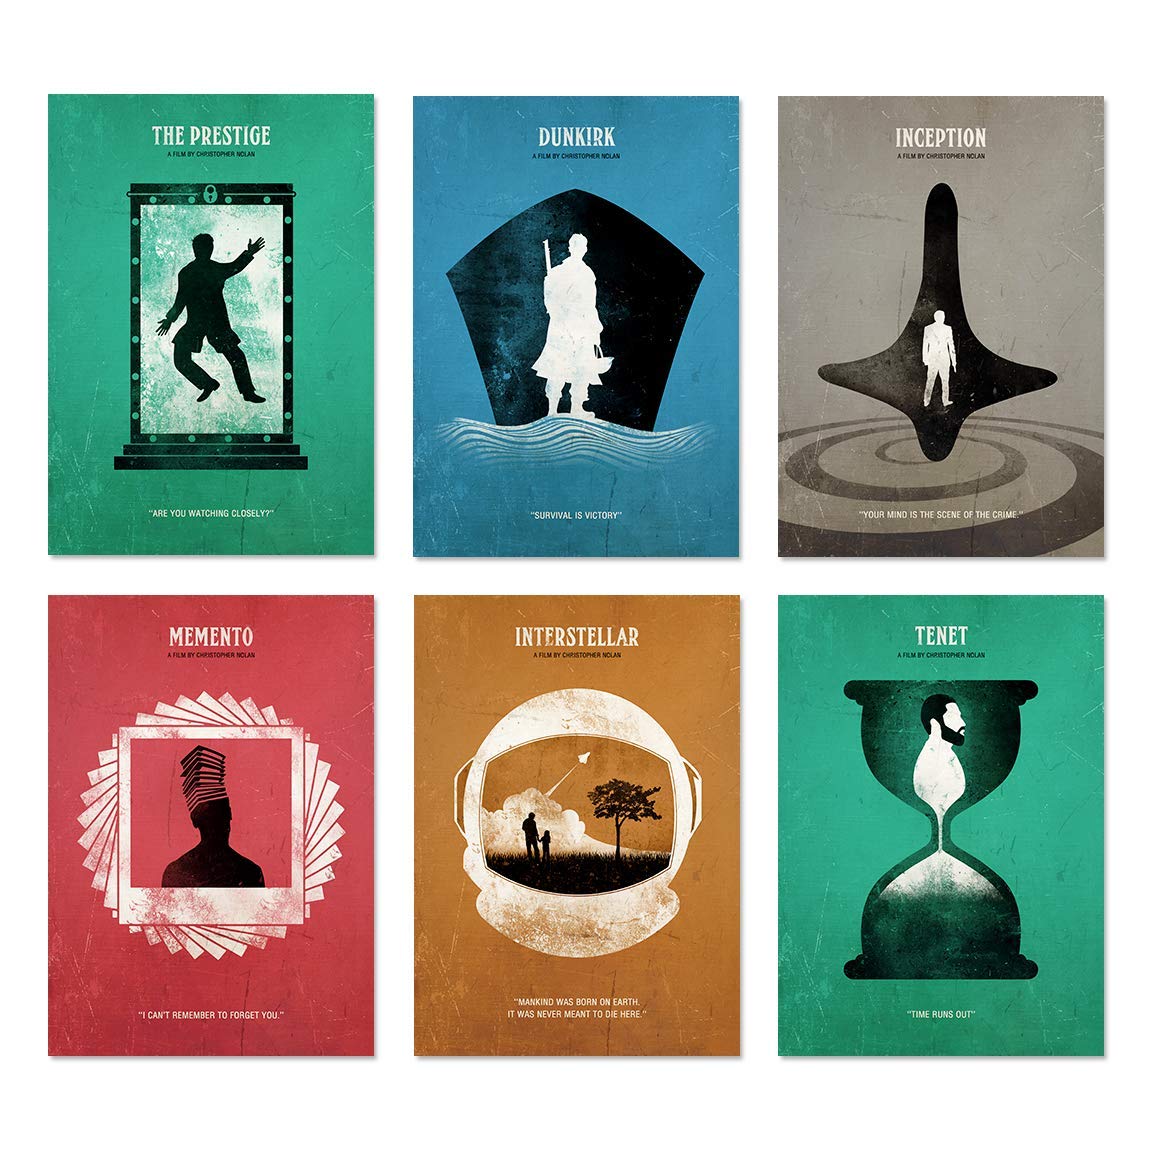 THE PRESTIGE
A FILM BY CHRISTOPHER NOLAN
"ARE YOU WATCHING CLOSELY?"
DUNKIRK
A FILM BY CHRISTOPHER NOLAN
"SURVIVAL IS VICTORY"
INCEPTION
A FILM BY CHRISTOPHER NOLAN
"YOUR MIND IS THE SCENE OF THE CRIME."
MEMENTO
A FILM BY CHRISTOPHER NOLAN
"I CAN'T REMEMBER TO FORGET YOU."
INTERSTELLAR
A FILM BY CHRISTOPHER NOLAN
"MANKIND WAS BORN ON EARTH.
IT WAS NEVER MEANT TO DIE HERE."
TENET
A FILM BY CHRISTOPHER NOLAN
"TIME RUNS OUT"